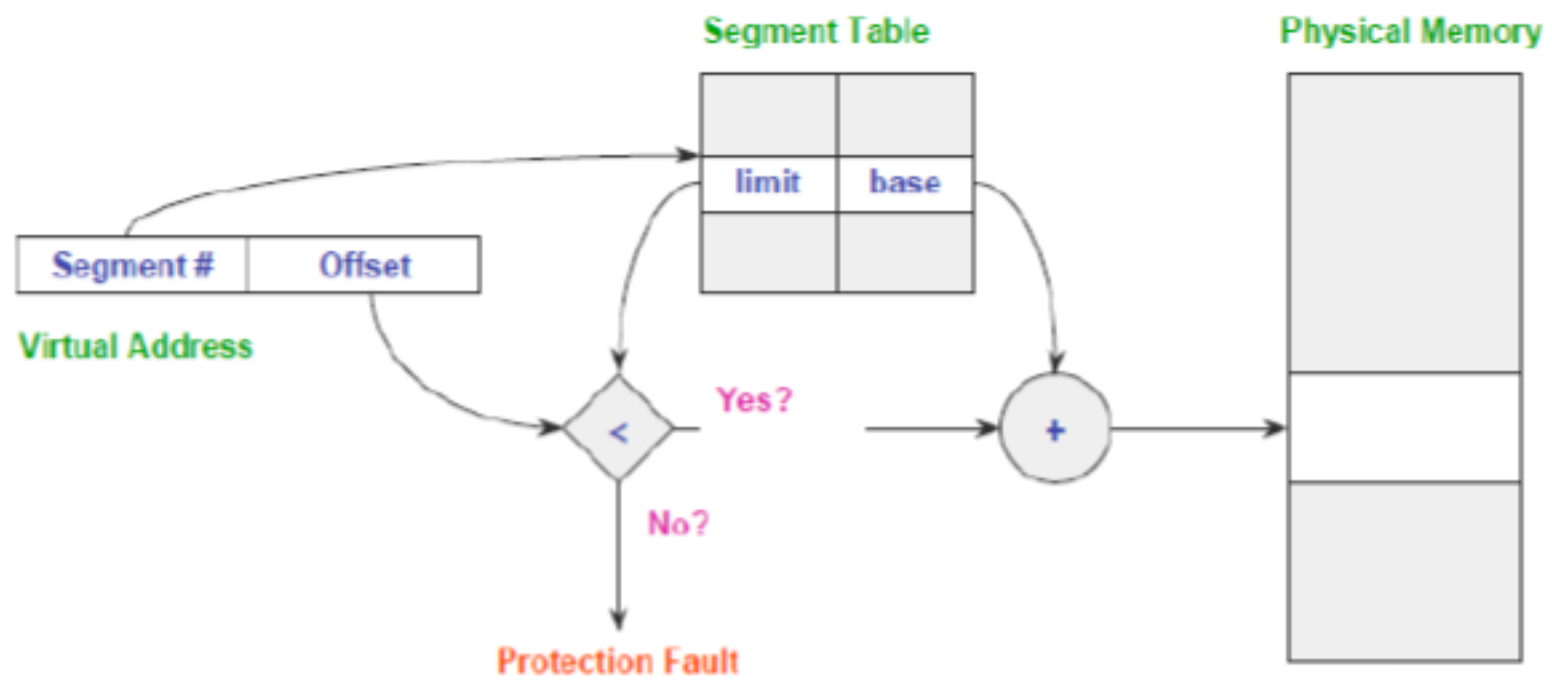 Segment Table
Physical Memory
limit
base
Segment #
Offset
Virtual Address
Yes?
<
+
No?
Protection Fault